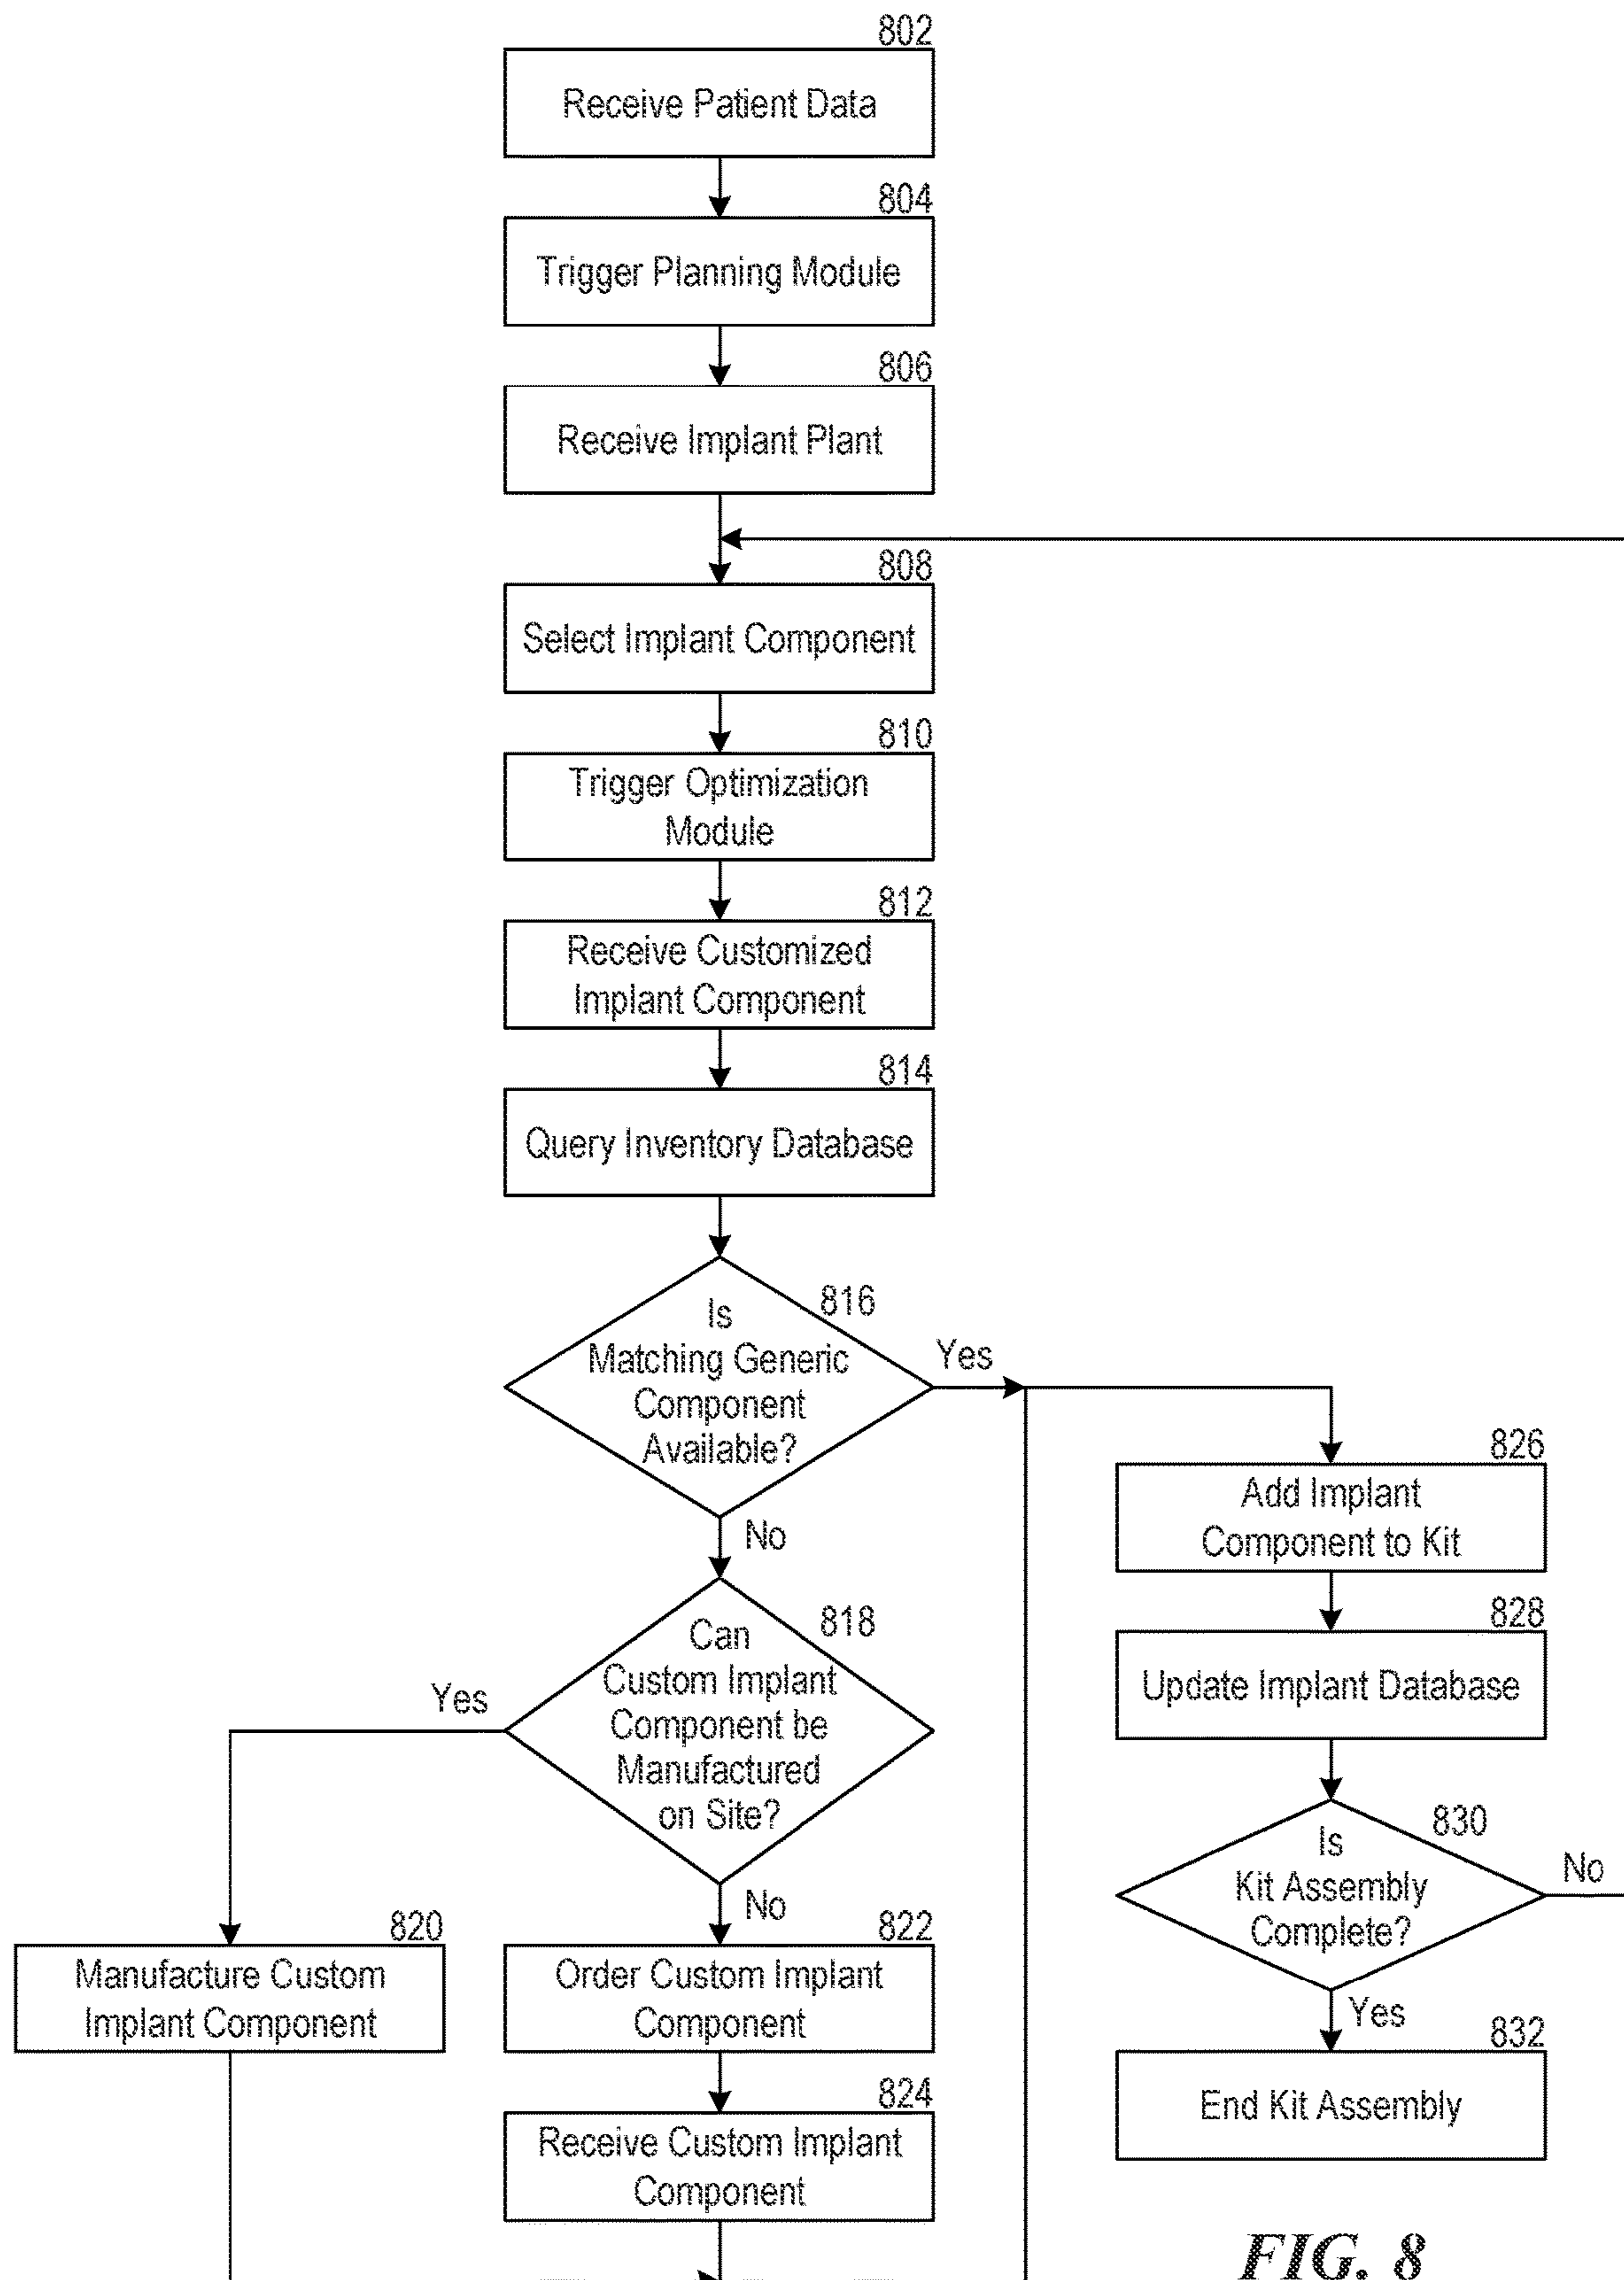 802
Receive Patient Data
804
Trigger Planning Module
806
Receive Implant Plant
808
Select Implant Component
810
Trigger Optimization
Module
812
Receive Customized
Implant Component
814
Query Inventory Database
816
Is
Matching Generic
Component
Available?
Yes
No
818
Can
Custom Implant
Component be
Manufactured
on Site?
Yes
No
820
Manufacture Custom
Implant Component
822
Order Custom Implant
Component
824
Receive Custom Implant
Component
826
Add Implant
Component to Kit
828
Update Implant Database
830
Is
Kit Assembly
Complete?
No
Yes
832
End Kit Assembly
FIG. 8